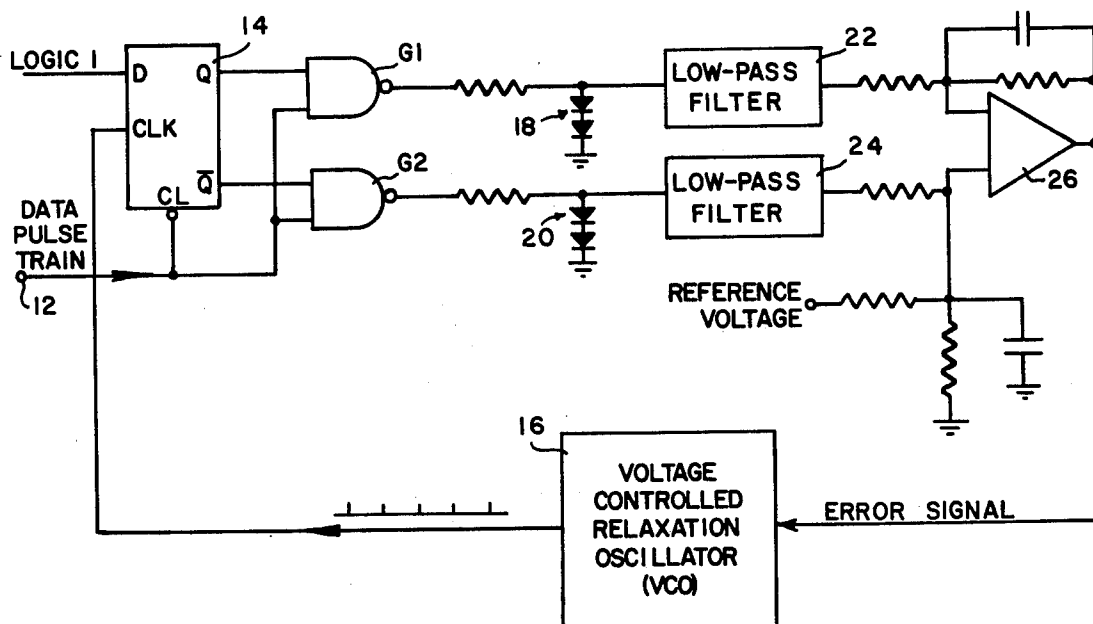 LOGIC 1
D
Q
14
CLK
Q̅
CL
DATA
PULSE
TRAIN
12
G1
G2
18
20
22
LOW-PASS
FILTER
24
LOW-PASS
FILTER
26
REFERENCE
VOLTAGE
16
VOLTAGE
CONTROLLED
RELAXATION
OSCILLATOR
(VCO)
ERROR SIGNAL